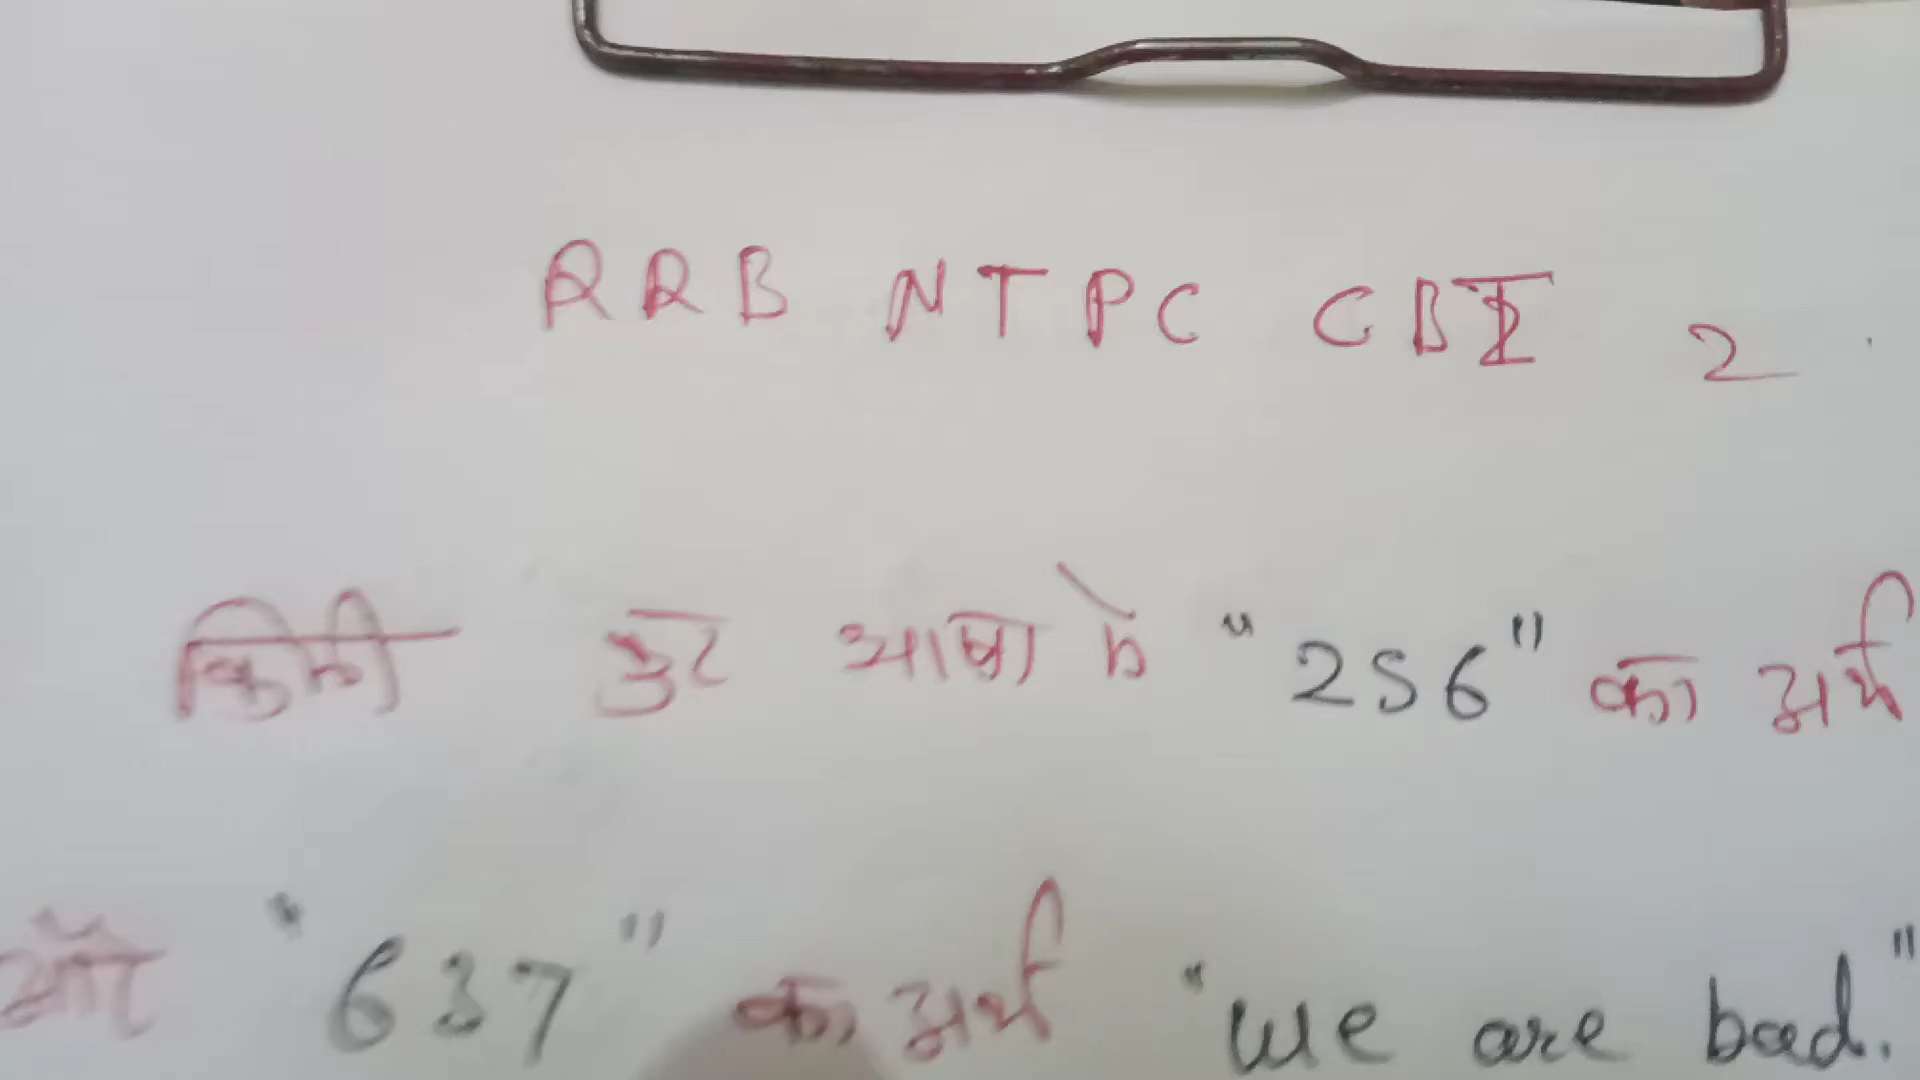 RRB NTPC CBT 2
किसी कूट भाषा में "256" का अर्थ
और "637" का अर्थ "we are bad."